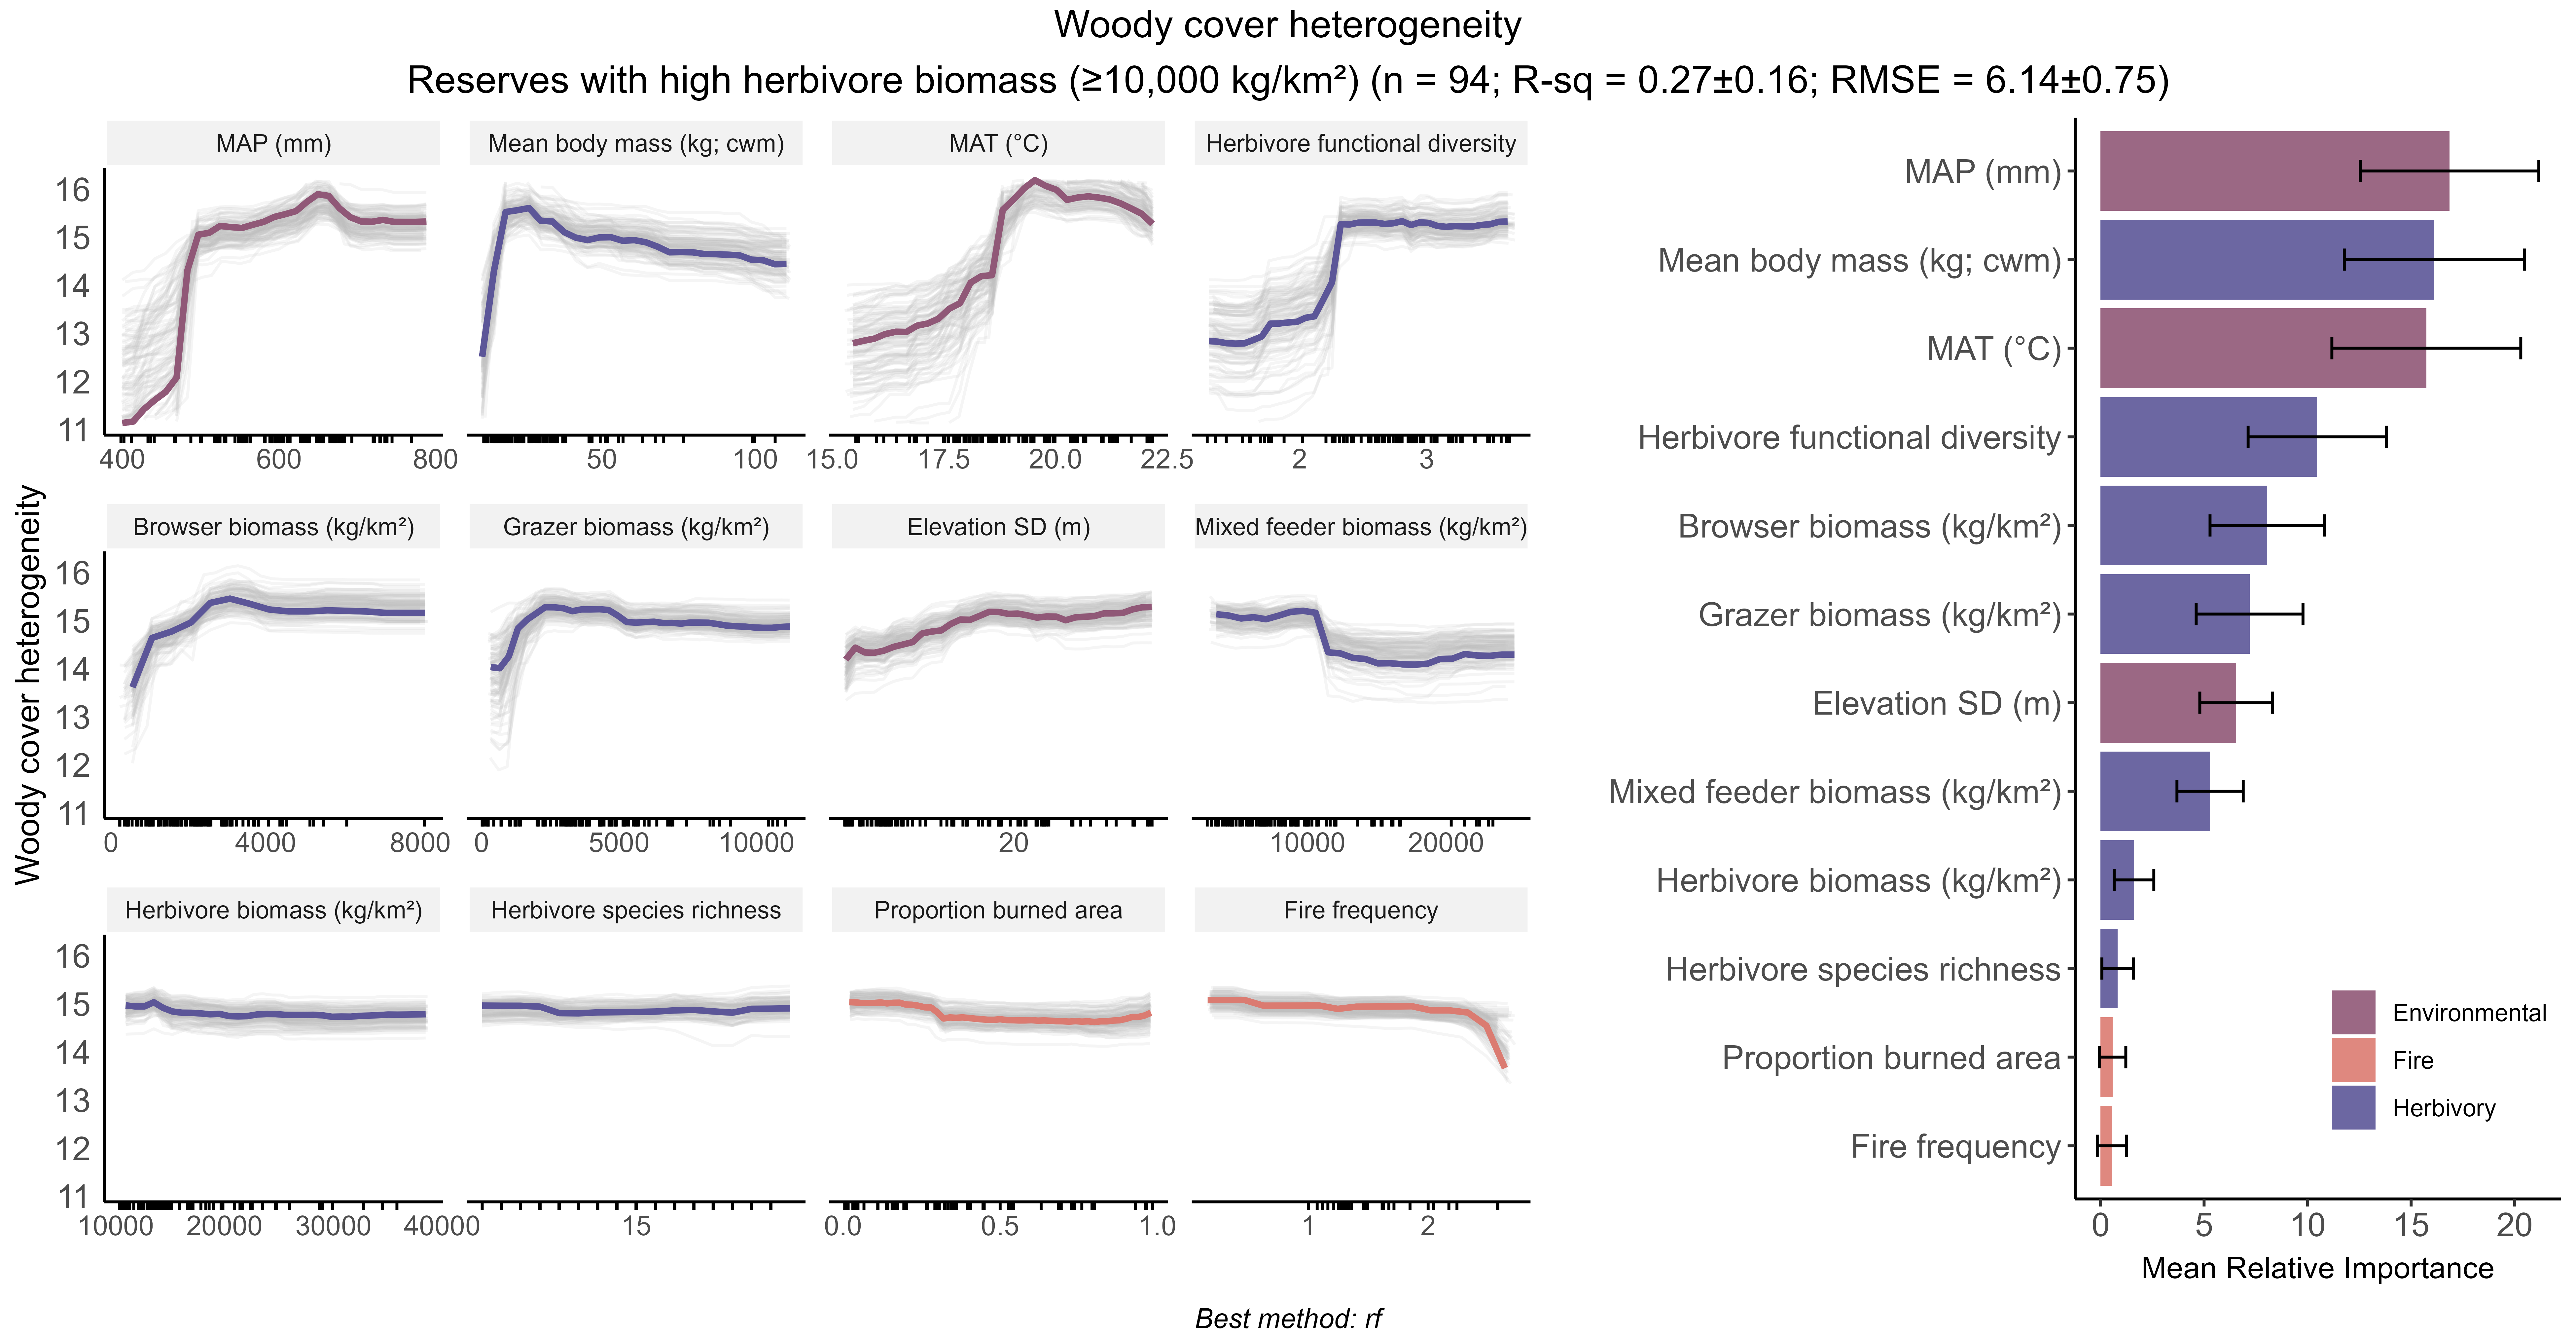 Woody cover heterogeneity
Reserves with high herbivore biomass (≥10,000 kg/km²) (n = 94; R-sq = 0.27±0.16; RMSE = 6.14±0.75)
Woody cover heterogeneity
MAP (mm)
Mean body mass (kg; cwm)
MAT (°C)
Herbivore functional diversity
16
15
14
13
12
11
400 600 800
50 100
15.0 17.5 20.0 22.5
2 3
Browser biomass (kg/km²)
Grazer biomass (kg/km²)
Elevation SD (m)
Mixed feeder biomass (kg/km²)
16
15
14
13
12
11
0 4000 8000
0 5000 10000
20
10000 20000
Herbivore biomass (kg/km²)
Herbivore species richness
Proportion burned area
Fire frequency
16
15
14
13
12
11
10000 20000 30000 40000
15
0.0 0.5 1.0
1 2
MAP (mm)
Mean body mass (kg; cwm)
MAT (°C)
Herbivore functional diversity
Browser biomass (kg/km²)
Grazer biomass (kg/km²)
Elevation SD (m)
Mixed feeder biomass (kg/km²)
Herbivore biomass (kg/km²)
Herbivore species richness
Proportion burned area
Fire frequency
Environmental
Fire
Herbivory
0 5 10 15 20
Mean Relative Importance
Best method: rf